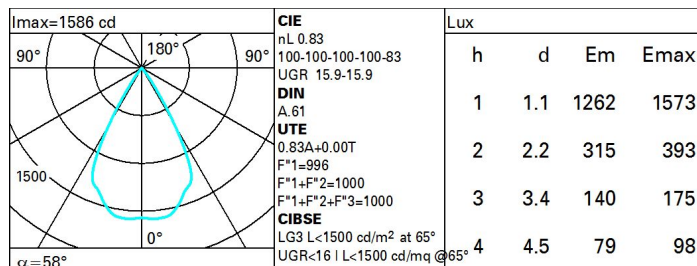 Imax=1586 cd
90°
180°
90°
1500
0°
α=58°
CIE
nL 0.83
100-100-100-100-83
UGR 15.9-15.9
DIN
A.61
UTE
0.83A+0.00T
F"1=996
F"1+F"2=1000
F"1+F"2+F"3=1000
CIBSE
LG3 L<1500 cd/m² at 65°
UGR<16 | L<1500 cd/mq @65°
Lux
h d Em Emax
1 1.1 1262 1573
2 2.2 315 393
3 3.4 140 175
4 4.5 79 98